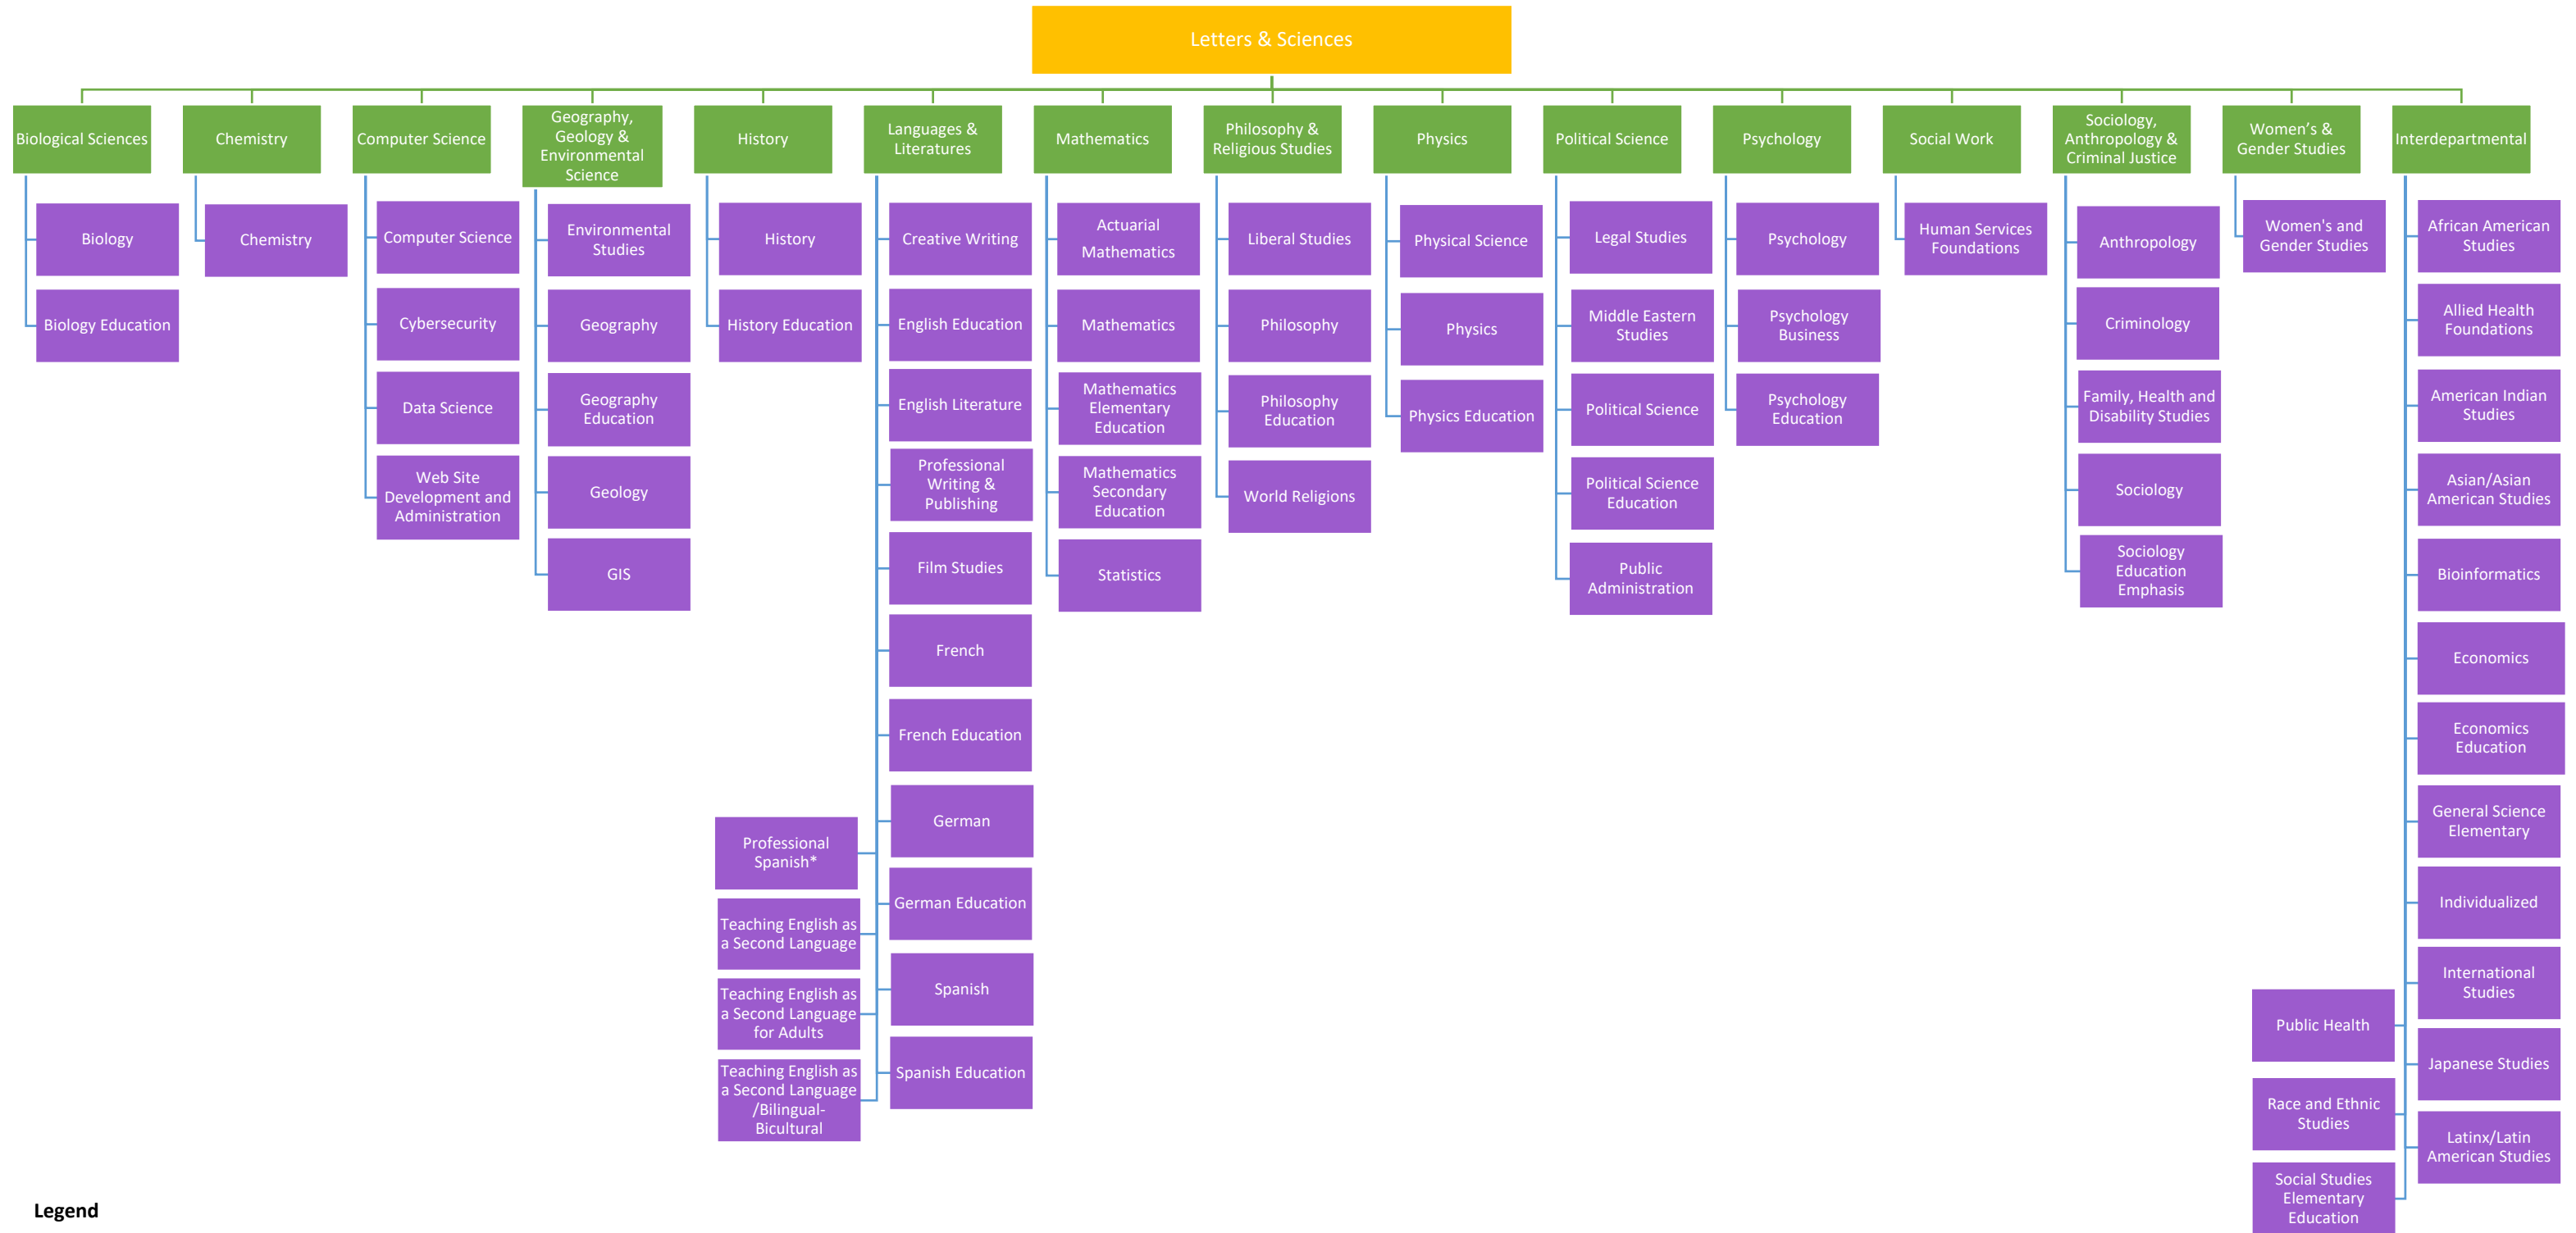 Letters & Sciences
Biological Sciences
Biology
Biology Education
Chemistry
Chemistry
Computer Science
Computer Science
Cybersecurity
Data Science
Web Site
Development and
Administration
Geography,
Geology &
Environmental
Science
Environmental
Studies
Geography
Geography
Education
Geology
GIS
History
History
History Education
Languages &
Literatures
Creative Writing
English Education
English Literature
Professional
Writing &
Publishing
Film Studies
French
French Education
German
German Education
Spanish
Spanish Education
Professional
Spanish*
Teaching English as
a Second Language
Teaching English as
a Second Language
for Adults
Teaching English as
a Second Language
/Bilingual-
Bicultural
Mathematics
Actuarial
Mathematics
Mathematics
Mathematics
Elementary
Education
Mathematics
Secondary
Education
Statistics
Philosophy &
Religious Studies
Liberal Studies
Philosophy
Philosophy
Education
World Religions
Physics
Physical Science
Physics
Physics Education
Political Science
Legal Studies
Middle Eastern
Studies
Political Science
Political Science
Education
Public
Administration
Psychology
Psychology
Psychology
Business
Psychology
Education
Social Work
Human Services
Foundations
Sociology,
Anthropology &
Criminal Justice
Anthropology
Criminology
Family, Health and
Disability Studies
Sociology
Sociology
Education
Emphasis
Women’s &
Gender Studies
Women's and
Gender Studies
Interdepartmental
African American
Studies
Allied Health
Foundations
American Indian
Studies
Asian/Asian
American Studies
Bioinformatics
Economics
Economics
Education
General Science
Elementary
Individualized
International
Studies
Japanese Studies
Latinx/Latin
American Studies
Public Health
Race and Ethnic
Studies
Social Studies
Elementary
Education
Legend